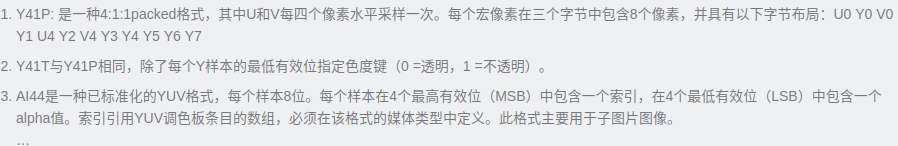 1. Y41P: 是一种4:1:1packed格式，其中U和V每四个像素水平采样一次。每个宏像素在三个字节中包含8个像素，并具有以下字节布局：U0 Y0 V0
Y1 U4 Y2 V4 Y3 Y4 Y5 Y6 Y7
2. Y41T与Y41P相同，除了每个Y样本的最低有效位指定色度键（0 =透明，1 =不透明）。
3. AI44是一种已标准化的YUV格式，每个样本8位。每个样本在4个最高有效位（MSB）中包含一个索引，在4个最低有效位（LSB）中包含一个
alpha值。索引引用YUV调色板条目的数组，必须在该格式的媒体类型中定义。此格式主要用于子图片图像。
…